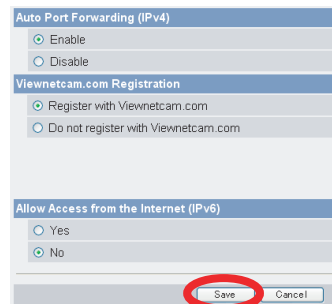 Auto Port Forwarding (IPv4)
Enable
Disable
Viewnetcam.com Registration
Register with Viewnetcam.com
Do not register with Viewnetcam.com
Allow Access from the Internet (IPv6)
Yes
No
Save Cancel